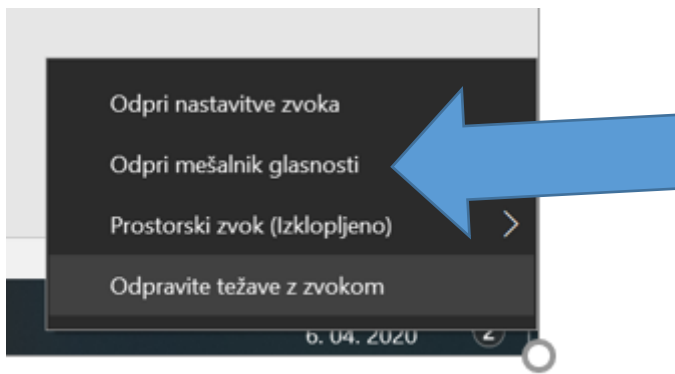 Odpri nastavitve zvoka
Odpri mešalnik glasnosti
Prostorski zvok (Izklopljeno)
Odpravite težave z zvokom
6. 04. 2020
2